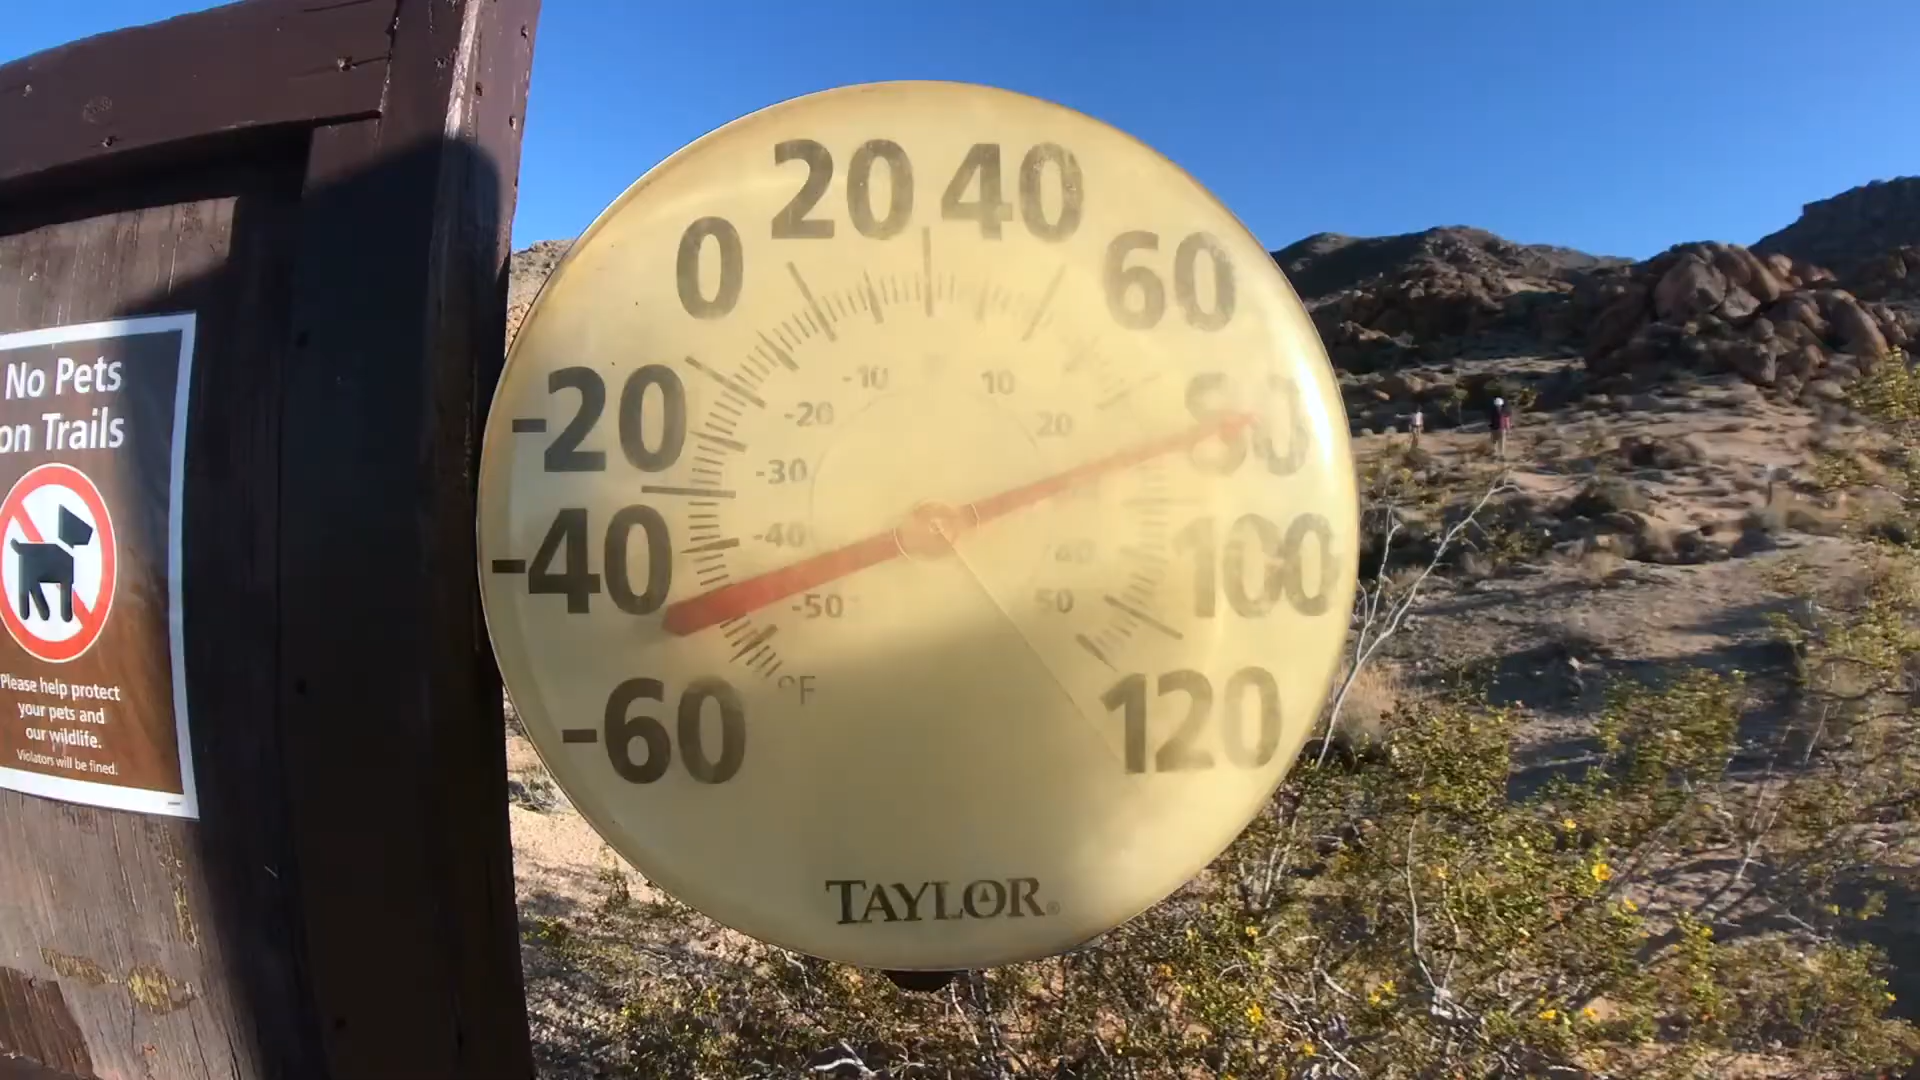 No Pets
on Trails
Please help protect
your pets and
our wildlife.
Violators will be fined.
20 40
0 60
-20 80
-40 100
-60 120
-10 10
-20 20
-30
-40 40
-50 50
°F
TAYLOR®